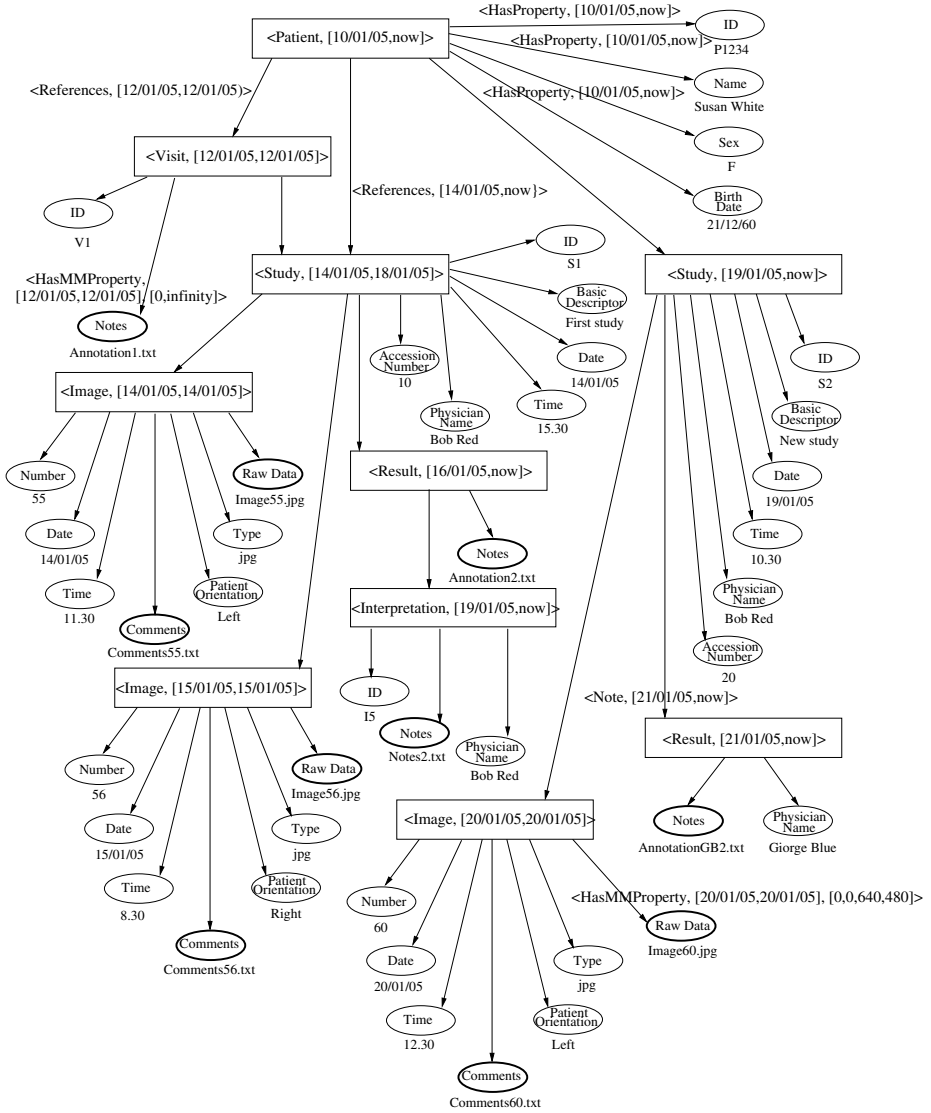 <HasProperty, [10/01/05,now]>
ID
P1234
<Patient, [10/01/05,now]>
<HasProperty, [10/01/05,now]>
Name
Susan White
<References, [12/01/05,12/01/05)>
<HasProperty, [10/01/05,now]>
Sex
F
<Visit, [12/01/05,12/01/05]>
<References, [14/01/05,now}>
Birth
Date
21/12/60
ID
V1
ID
S1
<HasMMProperty,
[12/01/05,12/01/05], [0,infinity]>
<Study, [14/01/05,18/01/05]>
<Study, [19/01/05,now]>
Basic
Descriptor
First study
Notes
Annotation1.txt
Accession
Number
10
Date
14/01/05
ID
S2
<Image, [14/01/05,14/01/05]>
Physician
Name
Bob Red
Time
15.30
Basic
Descriptor
New study
Number
55
Raw Data
Image55.jpg
<Result, [16/01/05,now]>
Date
19/01/05
Date
14/01/05
Type
jpg
Notes
Annotation2.txt
Time
10.30
Time
11.30
Patient
Orientation
Left
<Interpretation, [19/01/05,now]>
Physician
Name
Bob Red
Comments
Comments55.txt
Accession
Number
20
<Image, [15/01/05,15/01/05]>
ID
I5
<Note, [21/01/05,now]>
Notes
Notes2.txt
<Result, [21/01/05,now]>
Number
56
Raw Data
Image56.jpg
Physician
Name
Bob Red
Date
15/01/05
Type
jpg
<Image, [20/01/05,20/01/05]>
Notes
AnnotationGB2.txt
Physician
Name
Giorge Blue
Time
8.30
Patient
Orientation
Right
Number
60
<HasMMProperty, [20/01/05,20/01/05], [0,0,640,480]>
Raw Data
Image60.jpg
Comments
Comments56.txt
Date
20/01/05
Type
jpg
Time
12.30
Patient
Orientation
Left
Comments
Comments60.txt